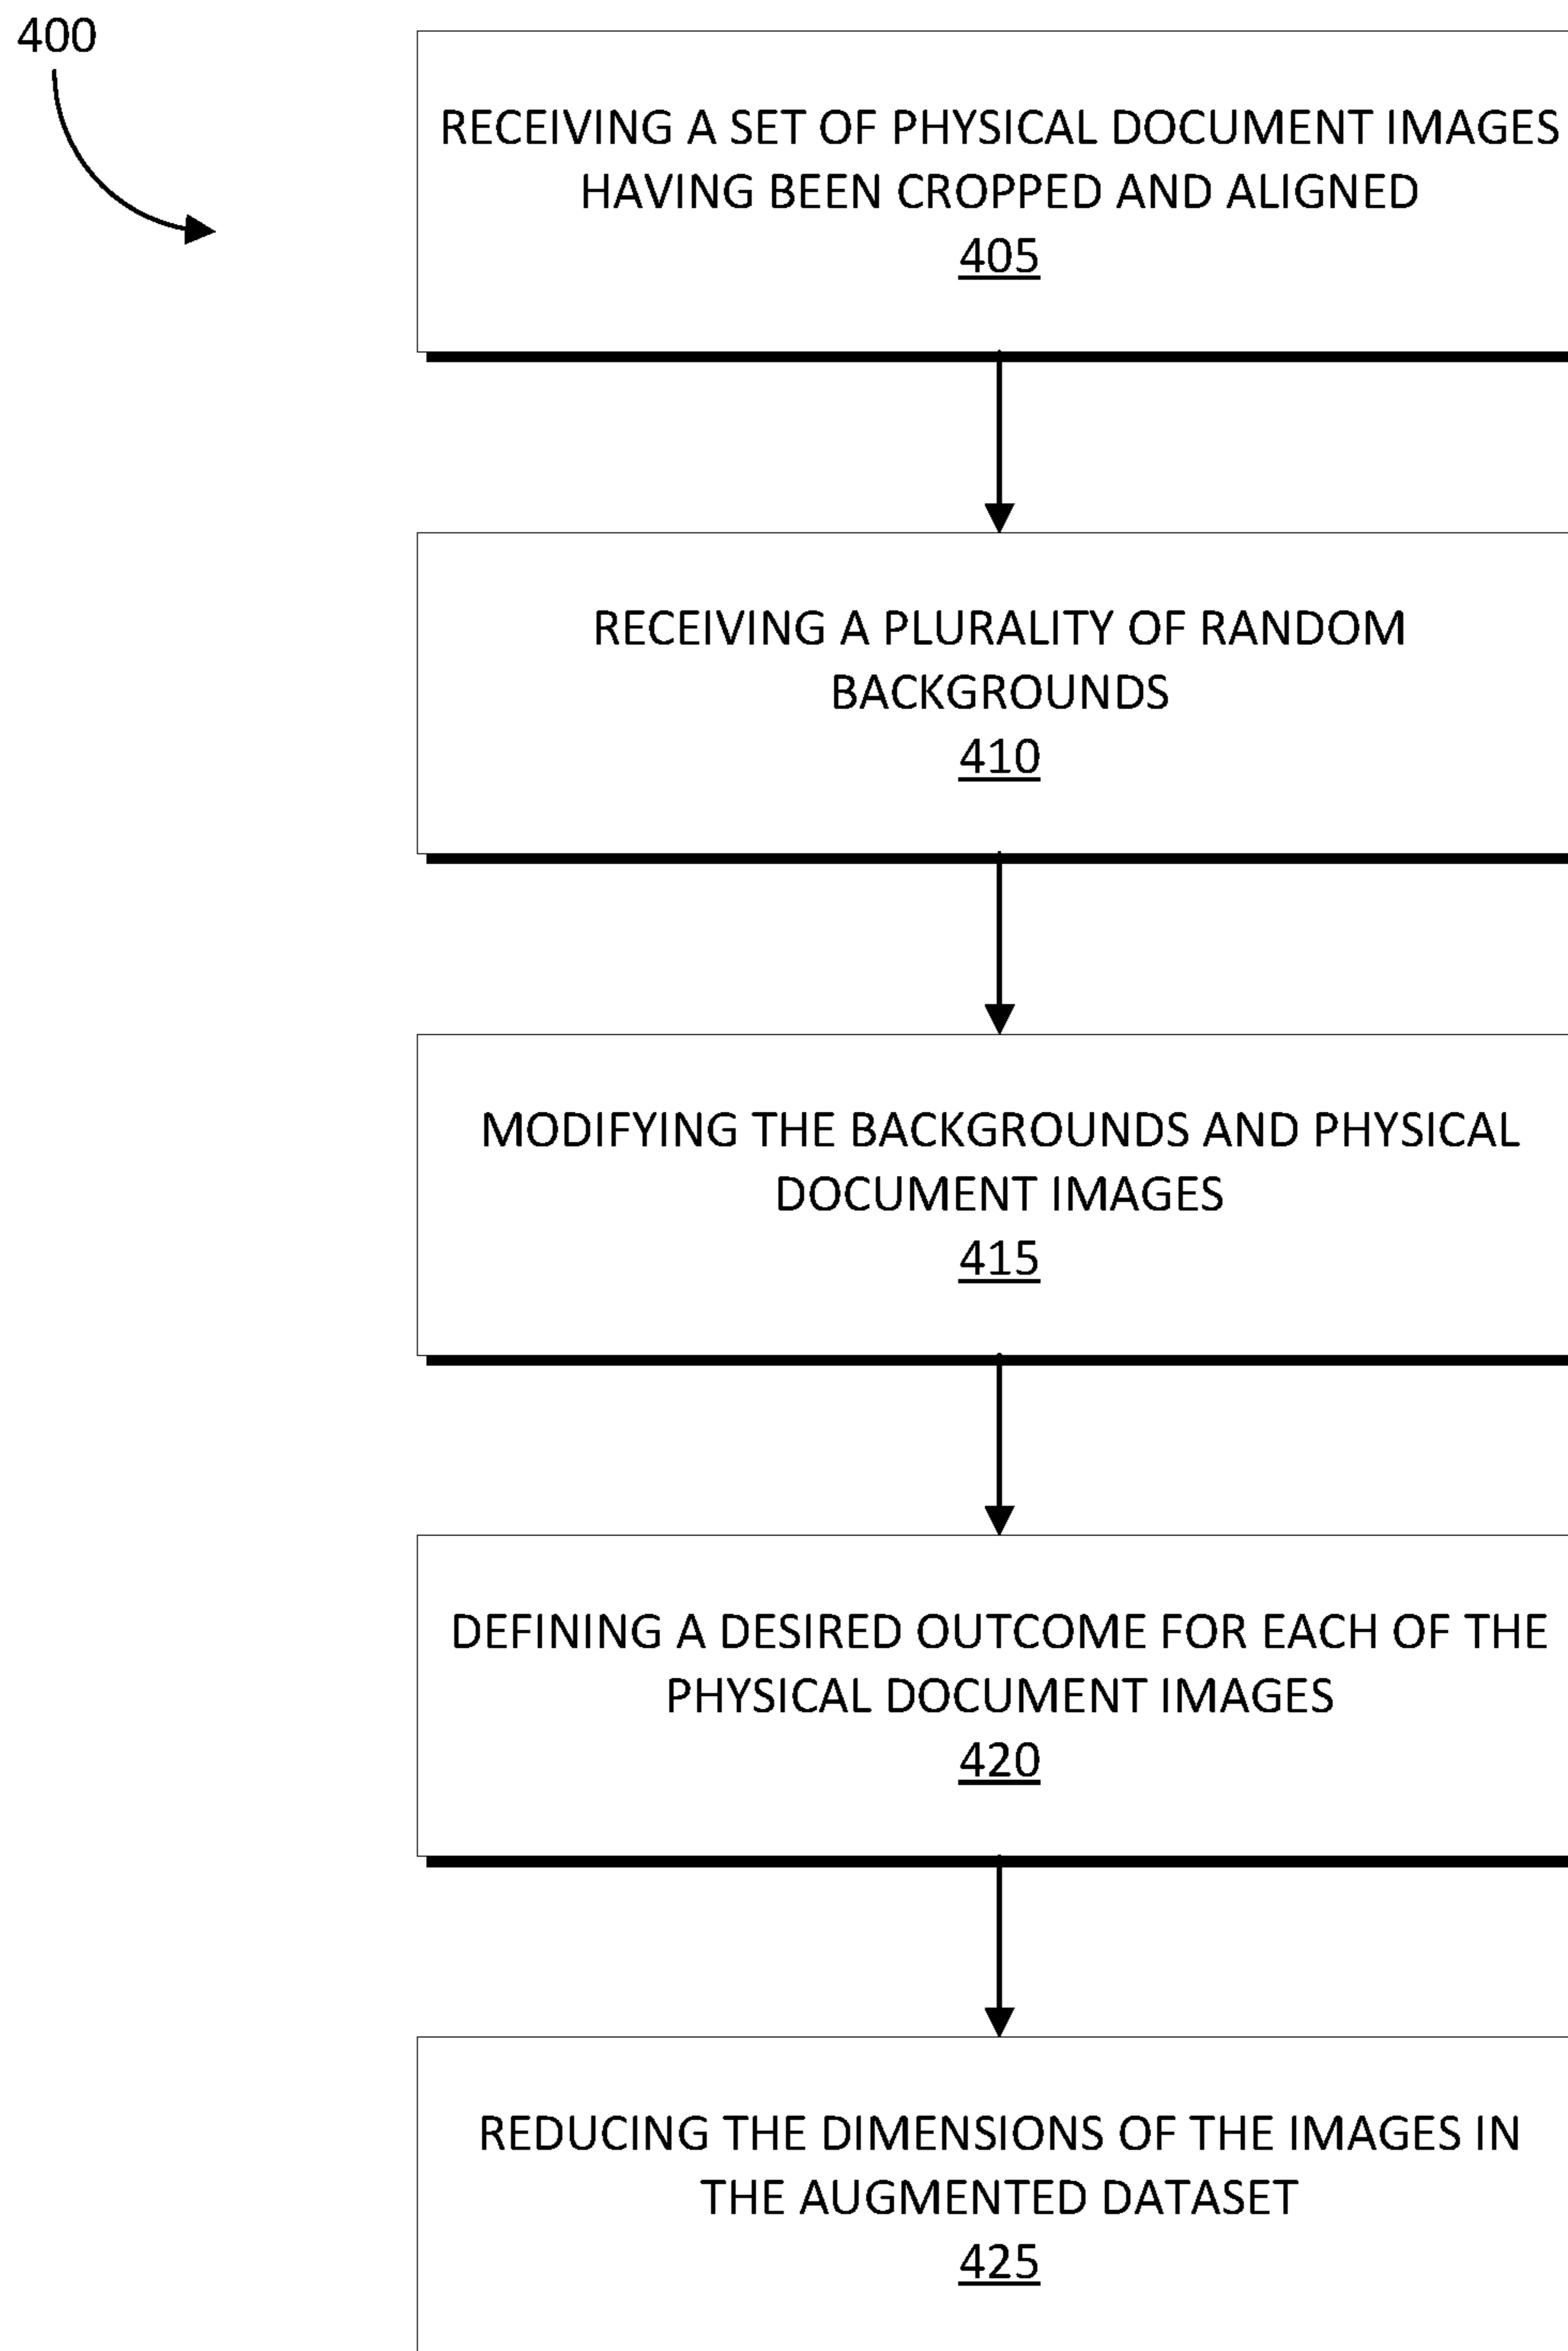 400
RECEIVING A SET OF PHYSICAL DOCUMENT IMAGES
HAVING BEEN CROPPED AND ALIGNED
405
RECEIVING A PLURALITY OF RANDOM
BACKGROUNDS
410
MODIFYING THE BACKGROUNDS AND PHYSICAL
DOCUMENT IMAGES
415
DEFINING A DESIRED OUTCOME FOR EACH OF THE
PHYSICAL DOCUMENT IMAGES
420
REDUCING THE DIMENSIONS OF THE IMAGES IN
THE AUGMENTED DATASET
425